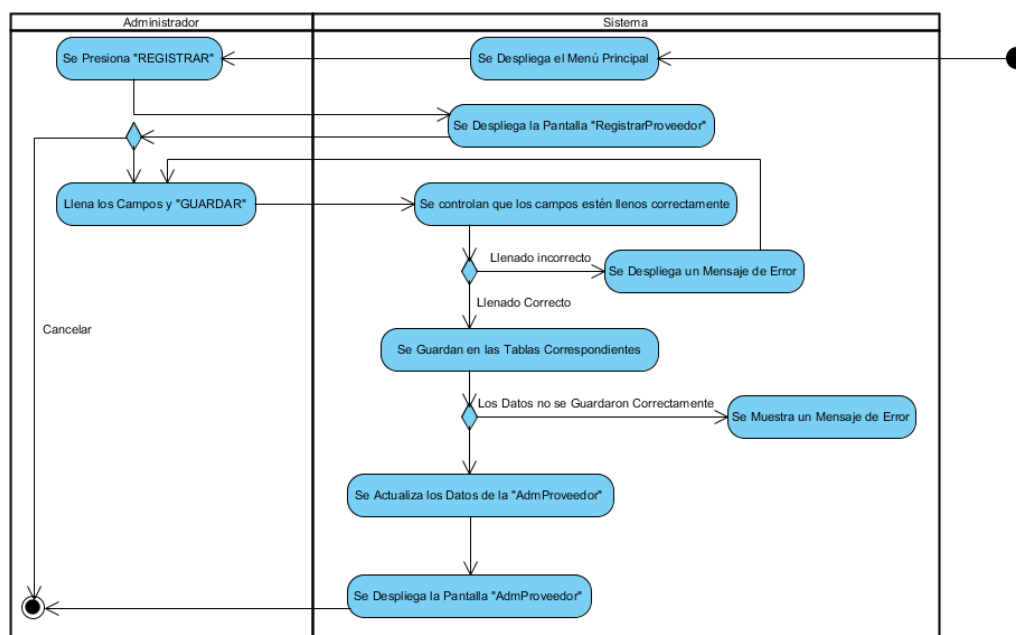 Administrador
Sistema
Se Presiona "REGISTRAR"
Se Despliega el Menú Principal
Se Despliega la Pantalla "RegistrarProveedor"
Llena los Campos y "GUARDAR"
Se controlan que los campos estén llenos correctamente
Llenado incorrecto
Se Despliega un Mensaje de Error
Llenado Correcto
Cancelar
Se Guardan en las Tablas Correspondientes
Los Datos no se Guardaron Correctamente
Se Muestra un Mensaje de Error
Se Actualiza los Datos de la "AdmProveedor"
Se Despliega la Pantalla "AdmProveedor"